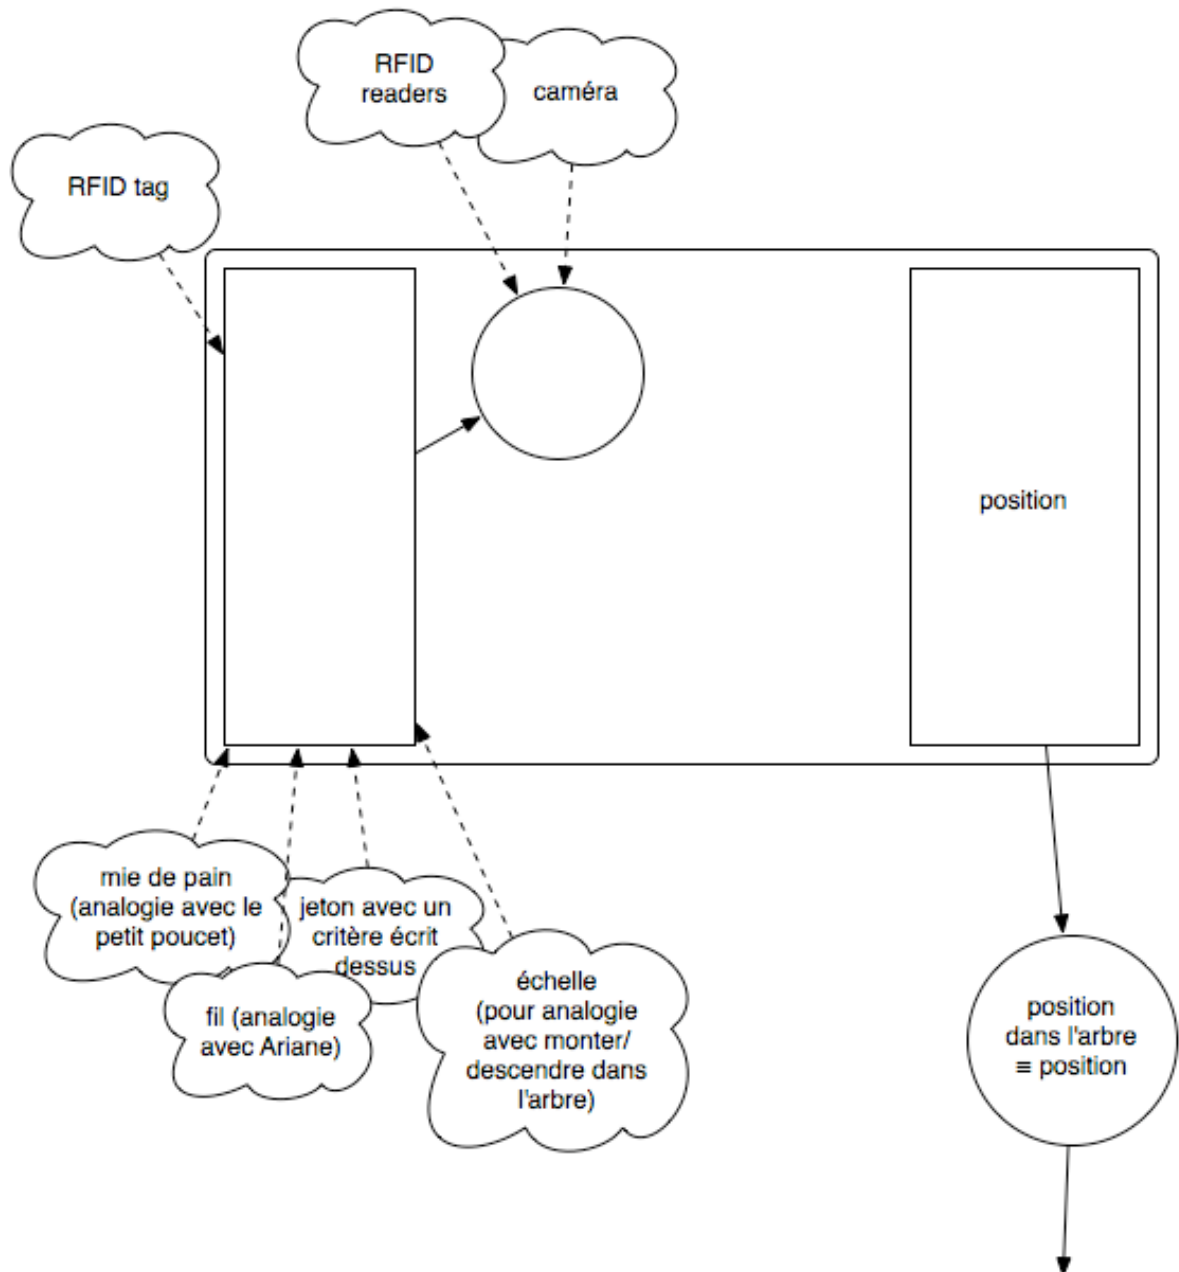 RFID
readers
caméra
RFID tag
position
mie de pain
(analogie avec le
petit poucet)
jeton avec un
critère écrit
dessus
fil (analogie
avec Ariane)
échelle
(pour analogie
avec monter/
descendre dans
l'arbre)
position
dans l'arbre
≡ position